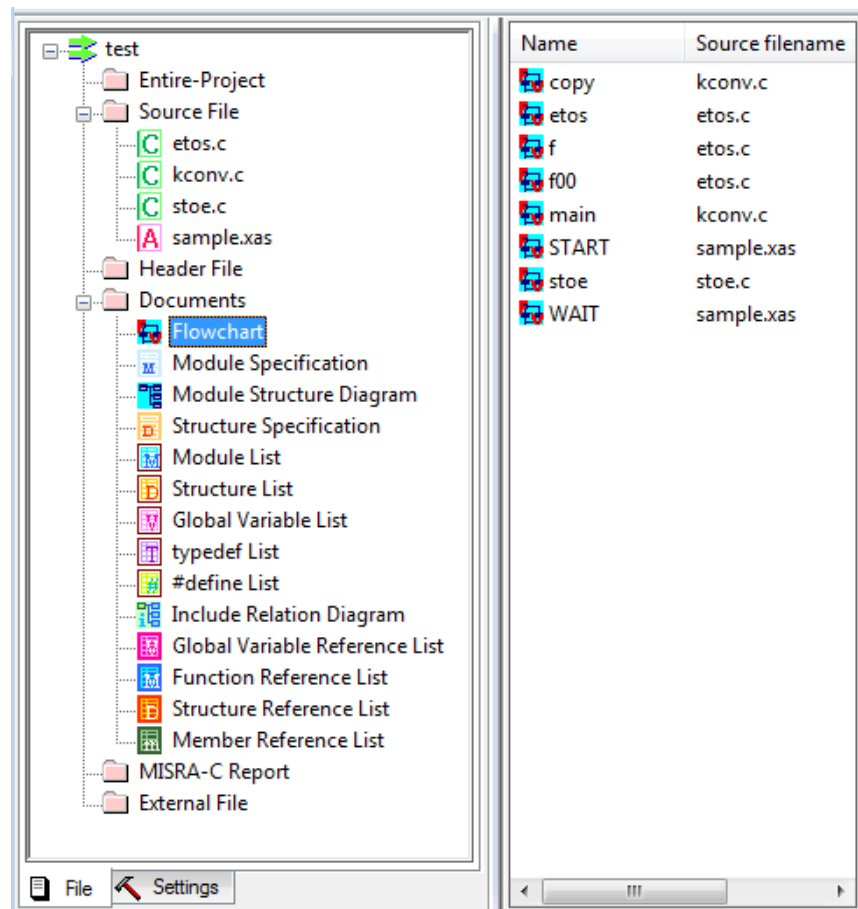 test
Entire-Project
Source File
etos.c
kconv.c
stoe.c
sample.xas
Header File
Documents
Flowchart
Module Specification
Module Structure Diagram
Structure Specification
Module List
Structure List
Global Variable List
typedef List
#define List
Include Relation Diagram
Global Variable Reference List
Function Reference List
Structure Reference List
Member Reference List
MISRA-C Report
External File
File Settings
Name Source filename
copy kconv.c
etos etos.c
f etos.c
f00 etos.c
main kconv.c
START sample.xas
stoe stoe.c
WAIT sample.xas